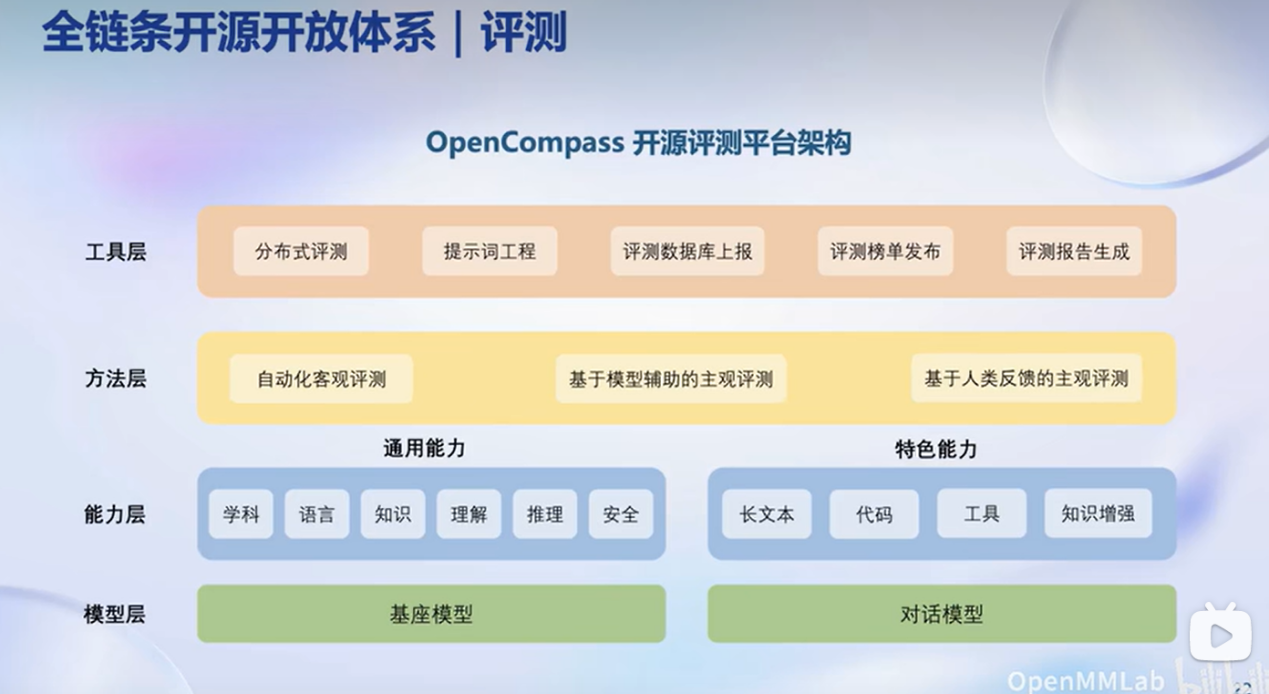 全链条开源开放体系｜评测
OpenCompass 开源评测平台架构
工具层
分布式评测
提示词工程
评测数据库上报
评测榜单发布
评测报告生成
方法层
自动化客观评测
基于模型辅助的主观评测
基于人类反馈的主观评测
通用能力
特色能力
能力层
学科
语言
知识
理解
推理
安全
长文本
代码
工具
知识增强
模型层
基座模型
对话模型
OpenMMLab bilibili